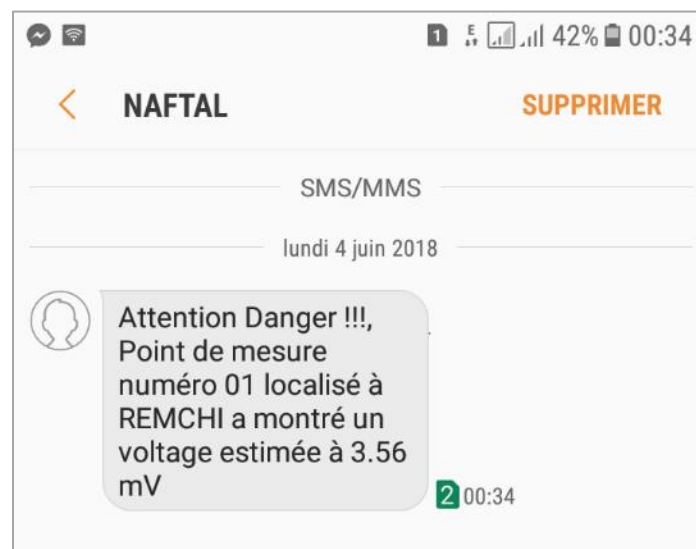 1 E 42% 00:34
NAFTAL SUPPRIMER
SMS/MMS
lundi 4 juin 2018
Attention Danger !!!,
Point de mesure
numéro 01 localisé à
REMCHI a montré un
voltage estimée à 3.56
mV
2 00:34